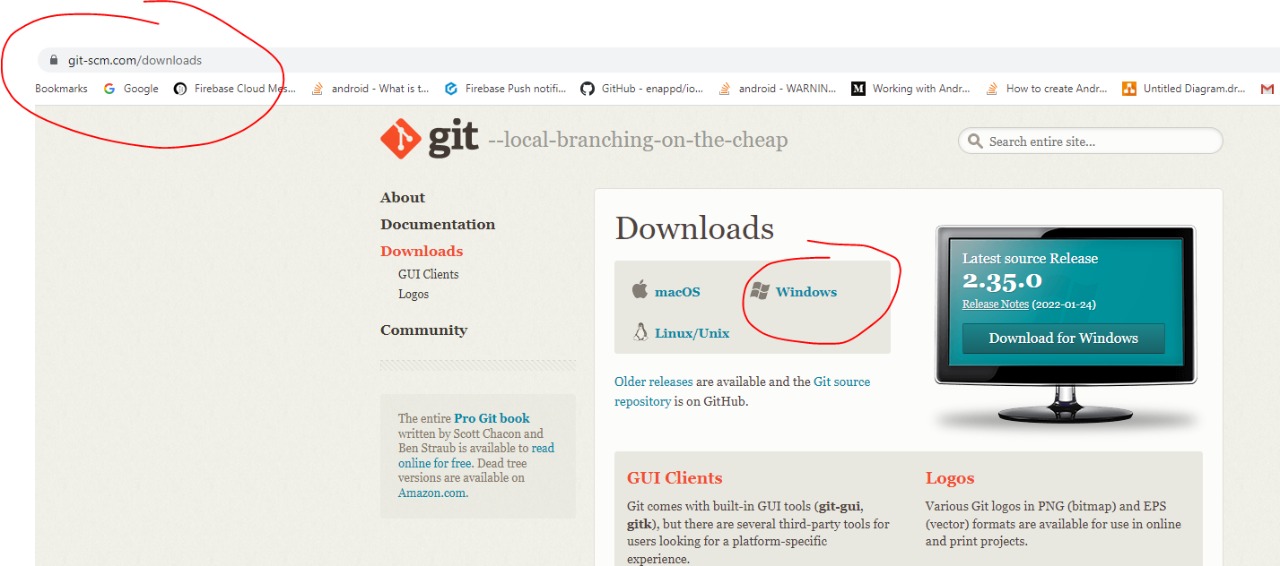 git-scm.com/downloads
Bookmarks Google Firebase Cloud Mes... android - What is t... Firebase Push notifi... GitHub - enappd/io... android - WARNIN... Working with Andr... How to create Andr... Untitled Diagram.dr...
git --local-branching-on-the-cheap
Search entire site...
About
Documentation
Downloads
GUI Clients
Logos
Community
The entire Pro Git book
written by Scott Chacon and
Ben Straub is available to read
online for free. Dead tree
versions are available on
Amazon.com.
Downloads
macOS
Windows
Linux/Unix
Older releases are available and the Git source
repository is on GitHub.
Latest source Release
2.35.0
Release Notes (2022-01-24)
Download for Windows
GUI Clients
Git comes with built-in GUI tools (git-gui,
gitk), but there are several third-party tools for
users looking for a platform-specific
experience.
Logos
Various Git logos in PNG (bitmap) and EPS
(vector) formats are available for use in online
and print projects.